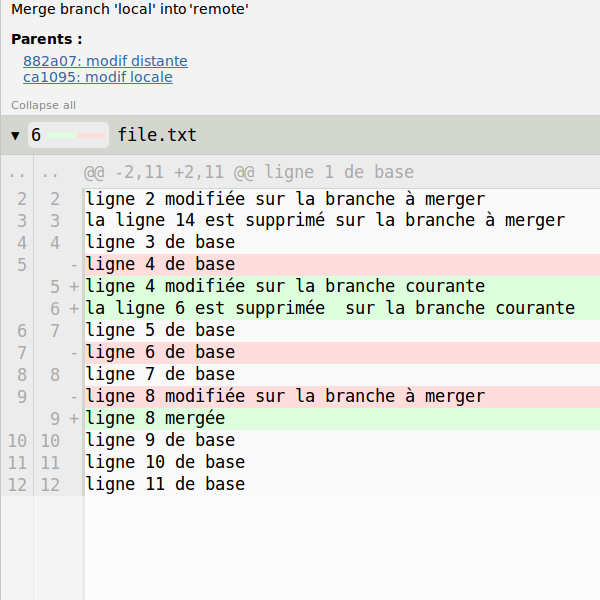 Merge branch 'local' into 'remote'
Parents :
882a07: modif distante
ca1095: modif locale
Collapse all
▼ 6 file.txt
.. .. @@ -2,11 +2,11 @@ ligne 1 de base
2 2 ligne 2 modifiée sur la branche à merger
3 3 la ligne 14 est supprimé sur la branche à merger
4 4 ligne 3 de base
5 - ligne 4 de base
5 + ligne 4 modifiée sur la branche courante
6 + la ligne 6 est supprimée  sur la branche courante
6 7 ligne 5 de base
7 - ligne 6 de base
8 8 ligne 7 de base
9 - ligne 8 modifiée sur la branche à merger
9 + ligne 8 mergée
10 10 ligne 9 de base
11 11 ligne 10 de base
12 12 ligne 11 de base